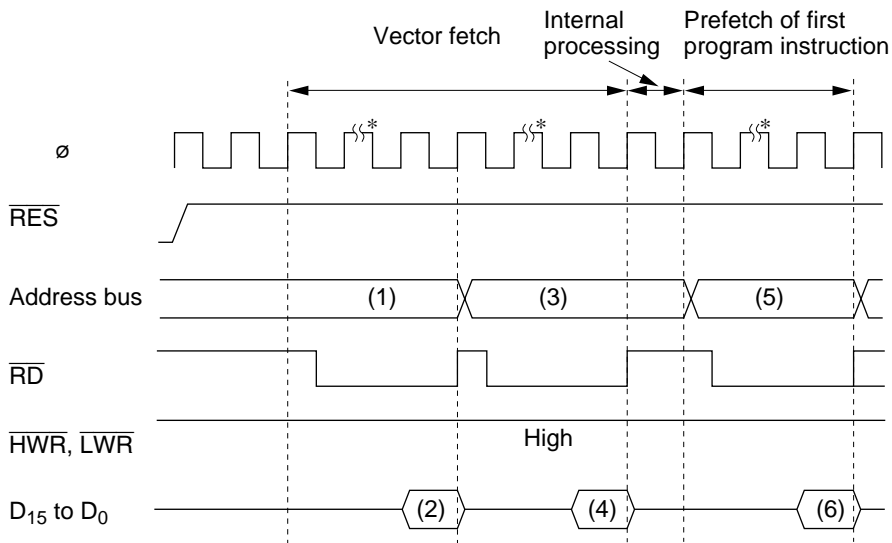 Vector fetch
Internal processing
Prefetch of first program instruction
ø
*
*
*
RES
Address bus
(1)
(3)
(5)
RD
HWR, LWR
High
D15 to D0
(2)
(4)
(6)